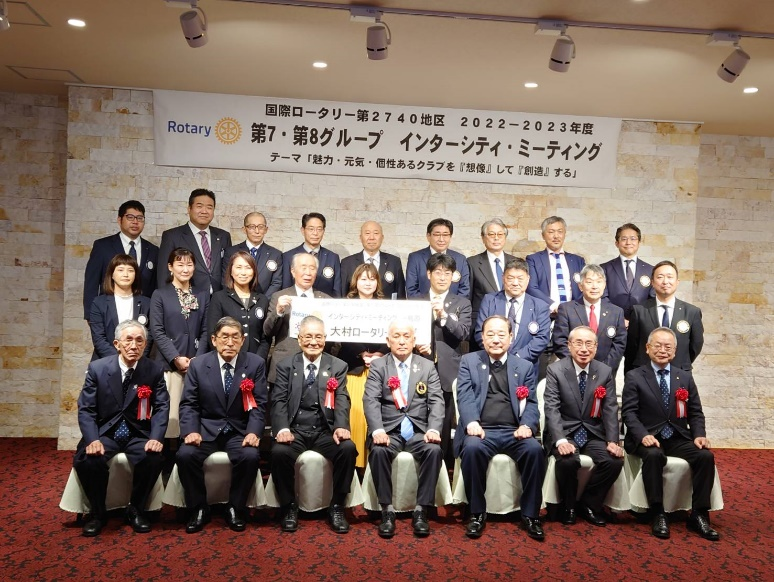 国際ロータリー第2740地区 2022－2023年度
Rotary
第7・第8グループ インターシティ・ミーティング
テーマ「魅力・元気・個性あるクラブを『想像』して『創造』する」
Rotary
インターシティ・ミーティング
大村ロータリー